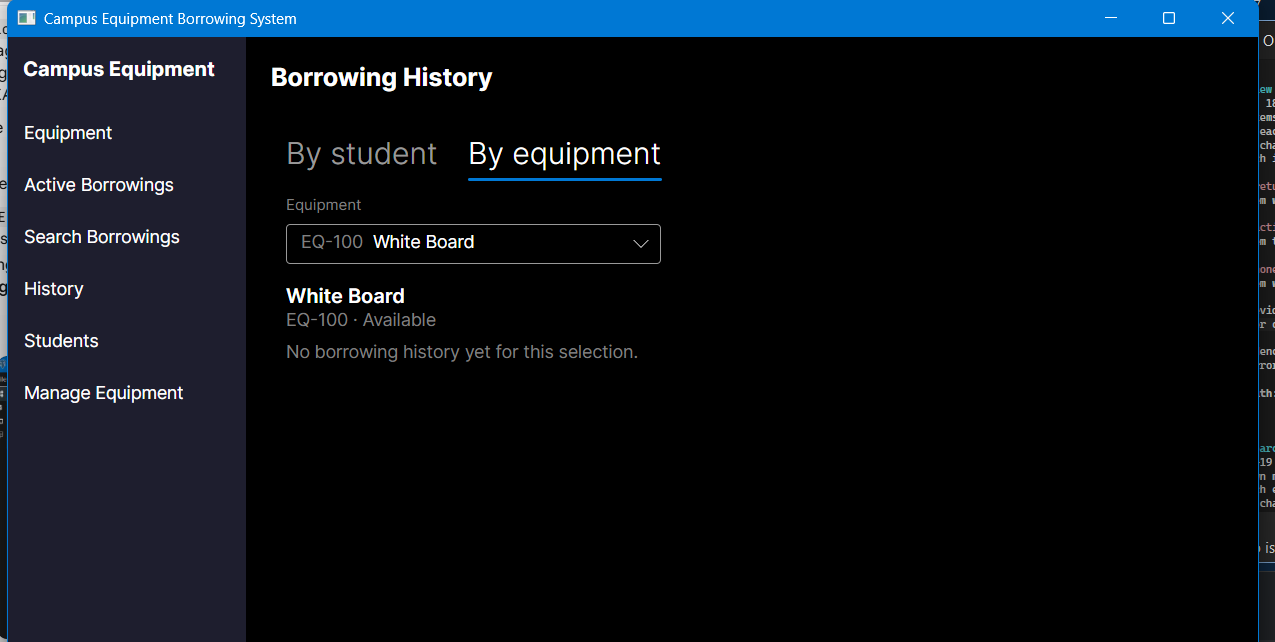 Campus Equipment Borrowing System
Campus Equipment
Equipment
Active Borrowings
Search Borrowings
History
Students
Manage Equipment
Borrowing History
By student By equipment
Equipment
EQ-100 White Board
White Board
EQ-100 · Available
No borrowing history yet for this selection.